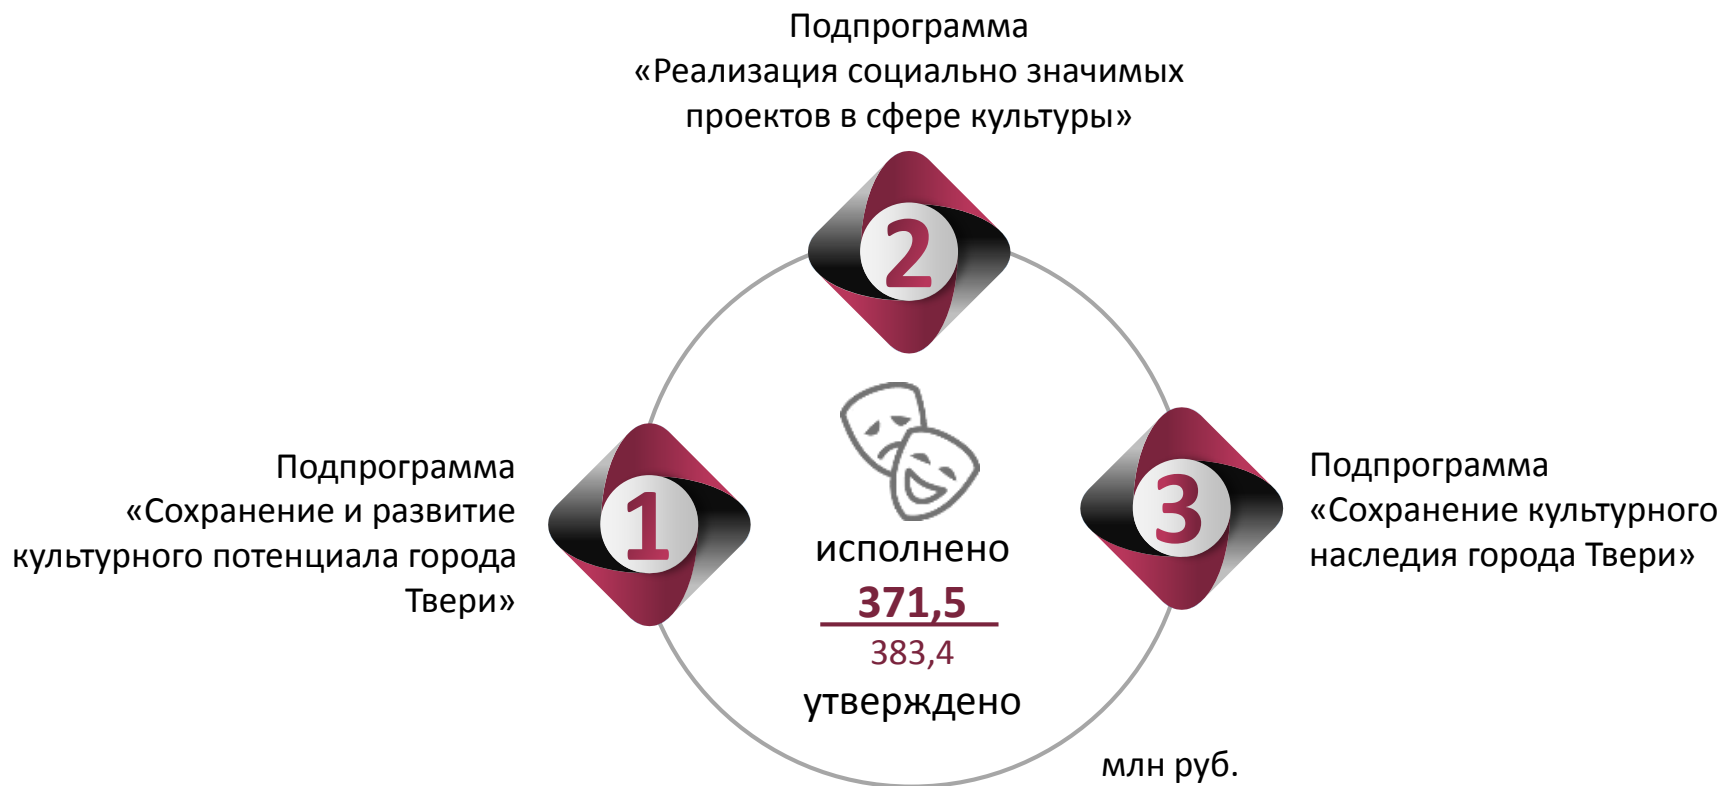 Подпрограмма
«Реализация социально значимых
проектов в сфере культуры»
2
Подпрограмма
«Сохранение и развитие
культурного потенциала города
Твери»
1
исполнено
371,5
383,4
утверждено
3
Подпрограмма
«Сохранение культурного
наследия города Твери»
млн руб.